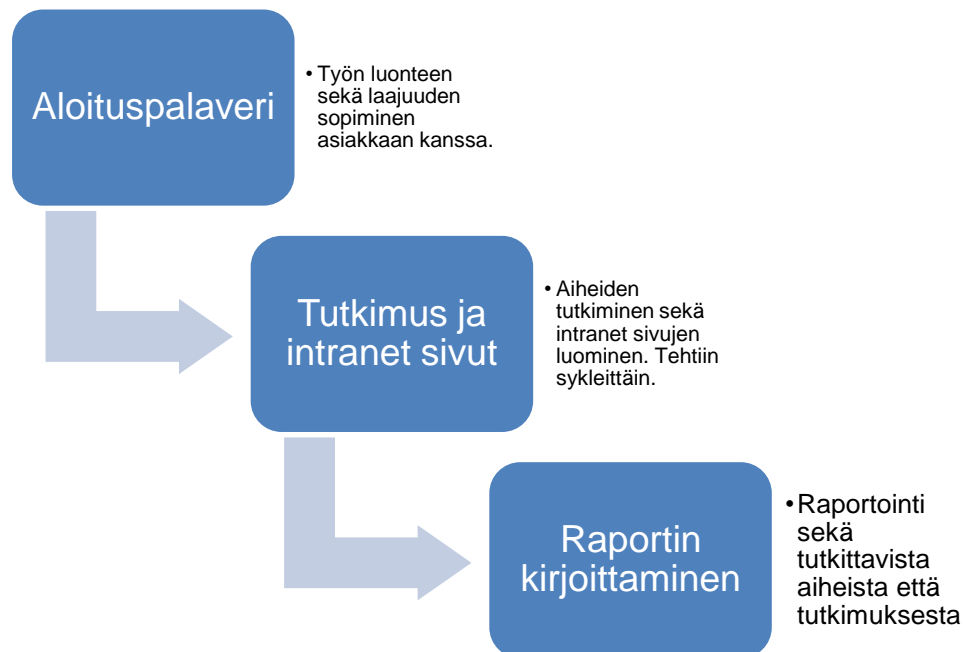 Aloituspalaveri
• Työn luonteen
sekä laajuuden
sopiminen
asiakkaan kanssa.
Tutkimus ja
intranet sivut
• Aiheiden
tutkiminen sekä
intranet sivujen
luominen. Tehtiin
sykleittäin.
Raportin
kirjoittaminen
• Raportointi
sekä
tutkittavista
aiheista että
tutkimuksesta